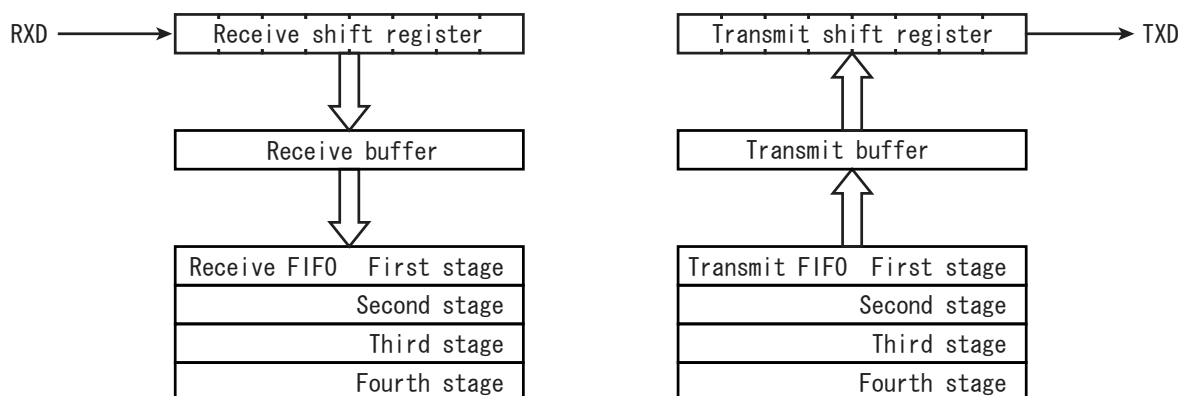 RXD
Receive shift register
Receive buffer
Receive FIFO First stage
Second stage
Third stage
Fourth stage
Transmit shift register
TXD
Transmit buffer
Transmit FIFO First stage
Second stage
Third stage
Fourth stage